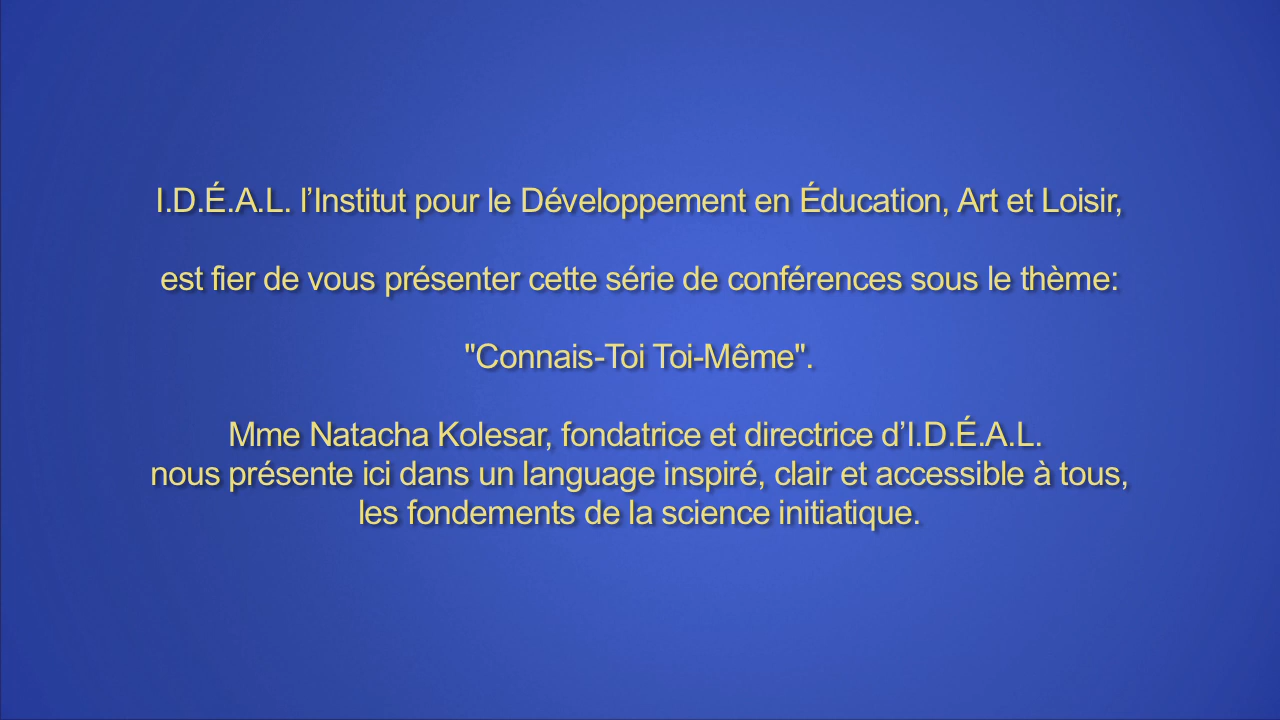 I.D.É.A.L. l’Institut pour le Développement en Éducation, Art et Loisir,
est fier de vous présenter cette série de conférences sous le thème:
"Connais-Toi Toi-Même".
Mme Natacha Kolesar, fondatrice et directrice d’I.D.É.A.L.
nous présente ici dans un language inspiré, clair et accessible à tous,
les fondements de la science initiatique.